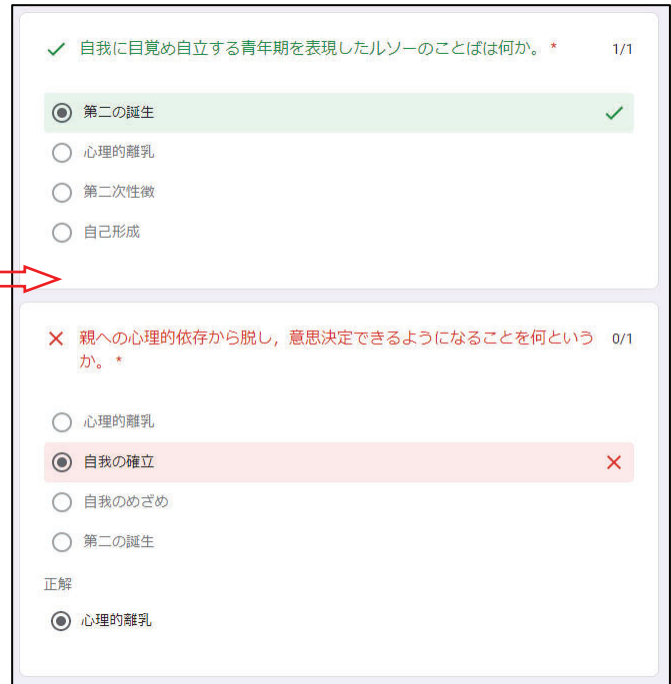 自我に目覚め自立する青年期を表現したルソーのことばは何か。 * 1/1
第二の誕生
心理的離乳
第二次性徴
自己形成
親への心理的依存から脱し，意思決定できるようになることを何という 0/1
か。 *
心理的離乳
自我の確立
自我のめざめ
第二の誕生
正解
心理的離乳